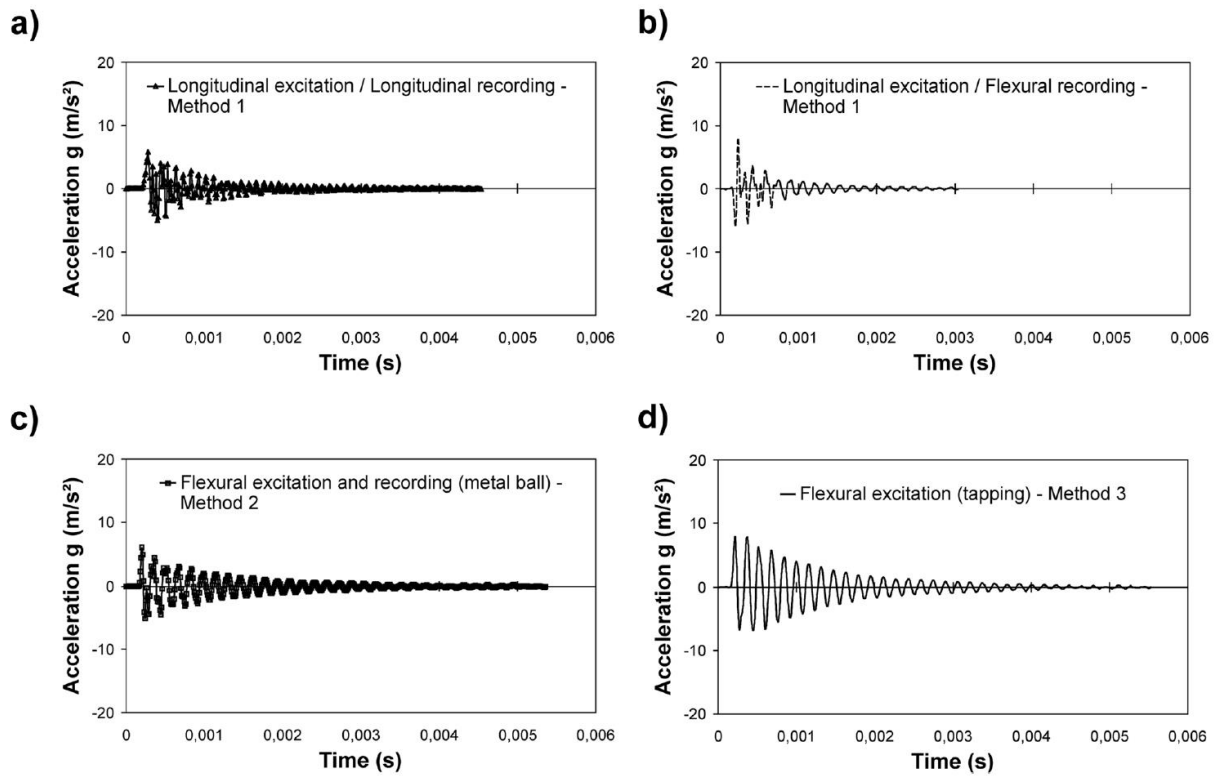 a)
20
10
0
-10
-20
Acceleration g (m/s²)
Longitudinal excitation / Longitudinal recording -
Method 1
0 0,001 0,002 0,003 0,004 0,005 0,006
Time (s)
b)
20
10
0
-10
-20
Acceleration g (m/s²)
Longitudinal excitation / Flexural recording -
Method 1
0 0,001 0,002 0,003 0,004 0,005 0,006
Time (s)
c)
20
10
0
-10
-20
Acceleration g (m/s²)
Flexural excitation and recording (metal ball) -
Method 2
0 0,001 0,002 0,003 0,004 0,005 0,006
Time (s)
d)
20
10
0
-10
-20
Acceleration g (m/s²)
Flexural excitation (tapping) - Method 3
0 0,001 0,002 0,003 0,004 0,005 0,006
Time (s)